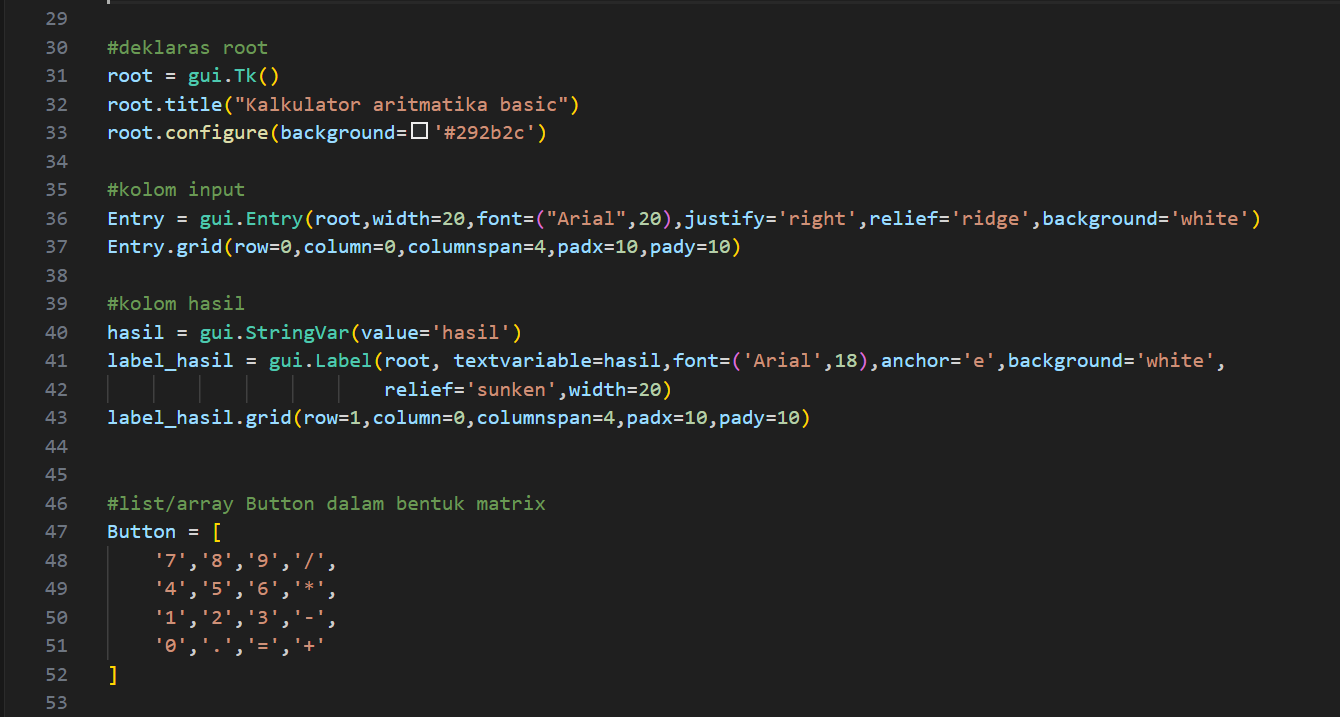 29
30 #deklaras root
31 root = gui.Tk()
32 root.title("Kalkulator aritmatika basic")
33 root.configure(background='#292b2c')
34
35 #kolom input
36 Entry = gui.Entry(root,width=20,font=("Arial",20),justify='right',relief='ridge',background='white')
37 Entry.grid(row=0,column=0,columnspan=4,padx=10,pady=10)
38
39 #kolom hasil
40 hasil = gui.StringVar(value='hasil')
41 label_hasil = gui.Label(root, textvariable=hasil,font=('Arial',18),anchor='e',background='white',
42                         relief='sunken',width=20)
43 label_hasil.grid(row=1,column=0,columnspan=4,padx=10,pady=10)
44
45
46 #list/array Button dalam bentuk matrix
47 Button = [
48     '7','8','9','/',
49     '4','5','6','*',
50     '1','2','3','-',
51     '0','.','=','+'
52 ]
53